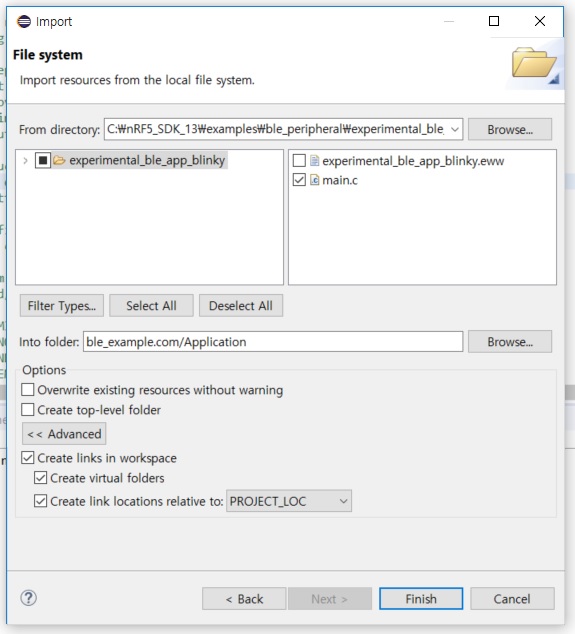 Import
File system
Import resources from the local file system.
From directory: C:₩nRF5_SDK_13₩examples₩ble_peripheral₩experimental_ble_
Browse...
experimental_ble_app_blinky
experimental_ble_app_blinky.eww
main.c
Filter Types... Select All Deselect All
Into folder: ble_example.com/Application Browse...
Options
Overwrite existing resources without warning
Create top-level folder
<< Advanced
Create links in workspace
Create virtual folders
Create link locations relative to: PROJECT_LOC
? < Back Next > Finish Cancel